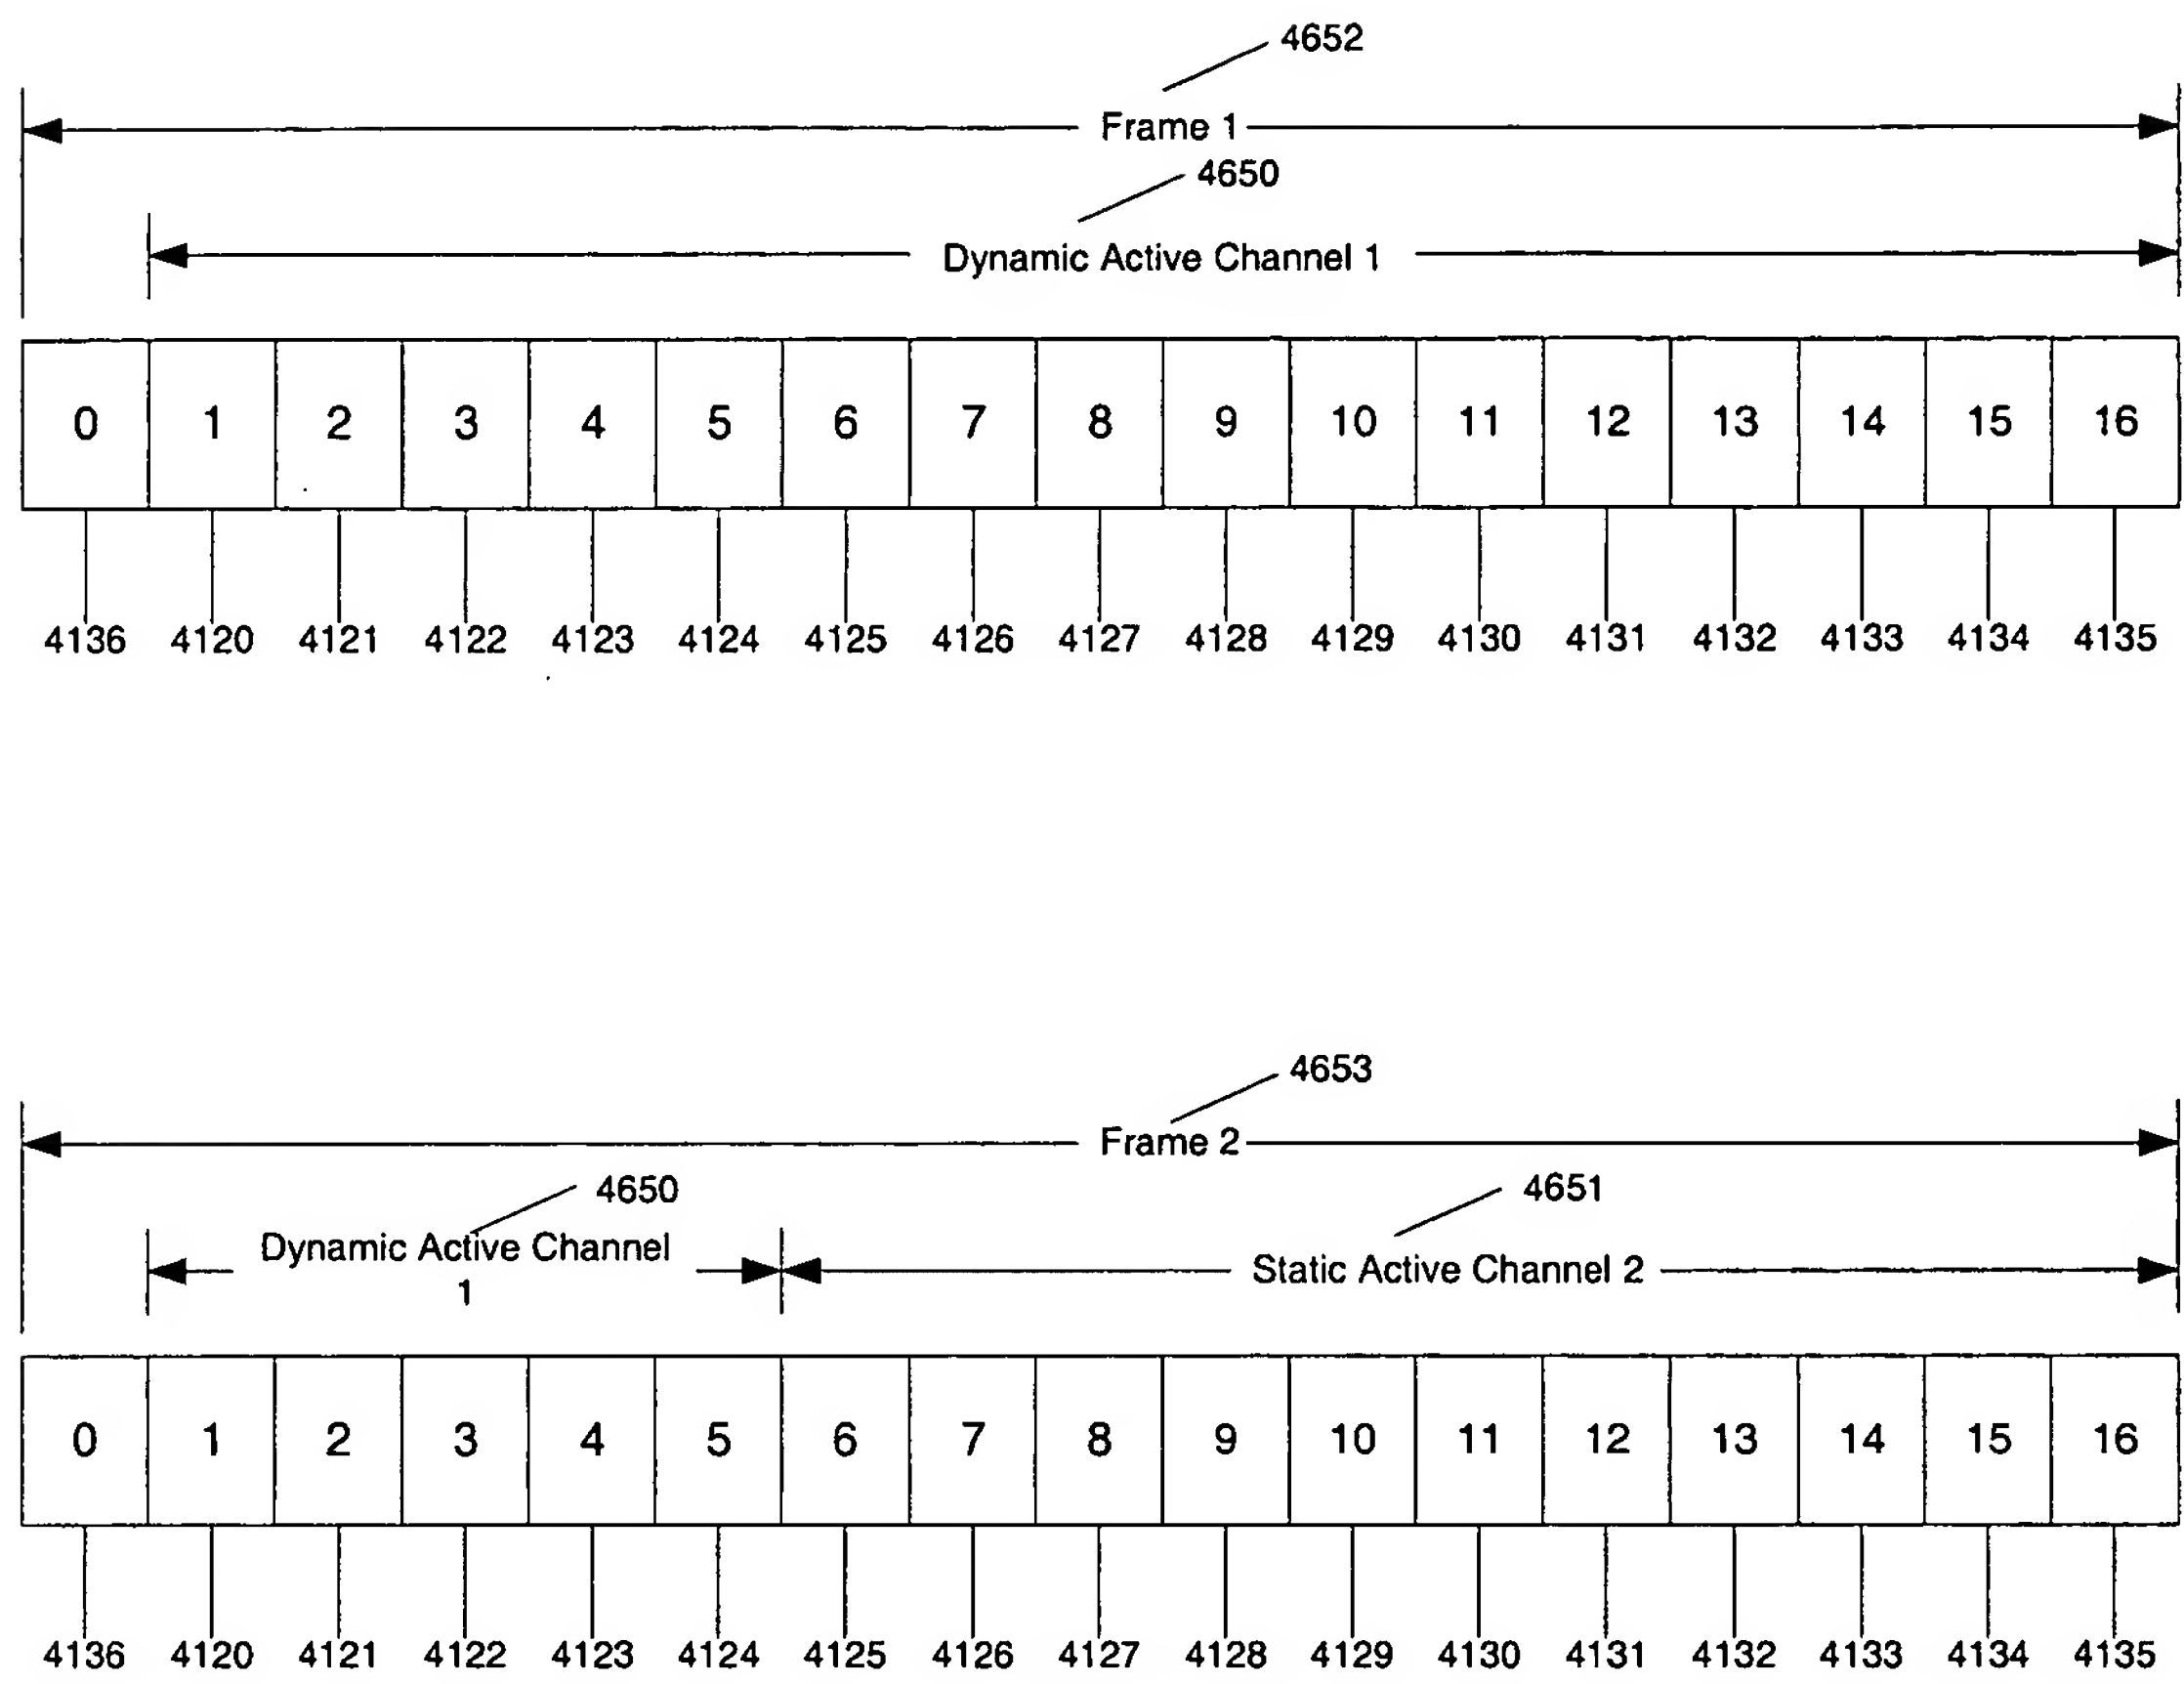 4652
Frame 1
4650
Dynamic Active Channel 1
0 1 2 3 4 5 6 7 8 9 10 11 12 13 14 15 16
4136 4120 4121 4122 4123 4124 4125 4126 4127 4128 4129 4130 4131 4132 4133 4134 4135
4653
Frame 2
4650 4651
Dynamic Active Channel
1
Static Active Channel 2
0 1 2 3 4 5 6 7 8 9 10 11 12 13 14 15 16
4136 4120 4121 4122 4123 4124 4125 4126 4127 4128 4129 4130 4131 4132 4133 4134 4135